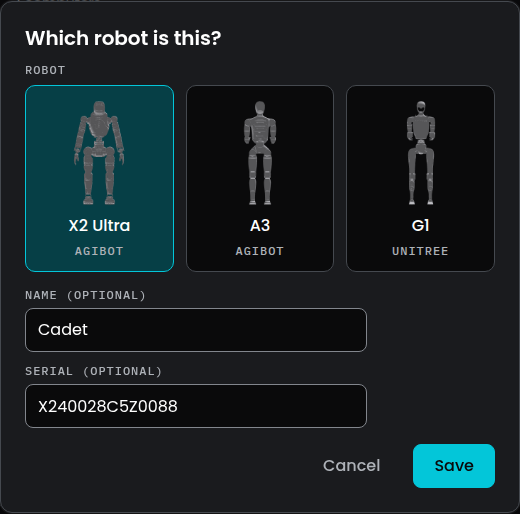 Which robot is this?
ROBOT
X2 Ultra
AGIBOT
A3
AGIBOT
G1
UNITREE
NAME (OPTIONAL)
Cadet
SERIAL (OPTIONAL)
X240028C5Z0088
Cancel
Save